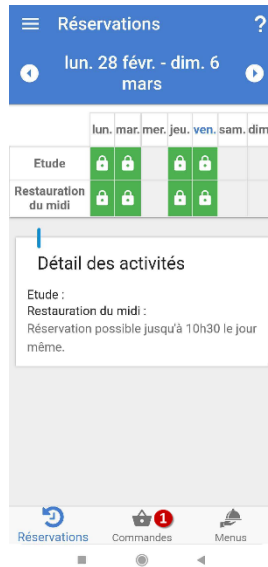 Réservations ?
lun. 28 févr. - dim. 6
mars
lun. mar. mer. jeu. ven. sam. dim
Etude
Restauration
du midi
Détail des activités
Etude :
Restauration du midi :
Réservation possible jusqu'à 10h30 le jour
même.
1
Réservations Commandes Menus